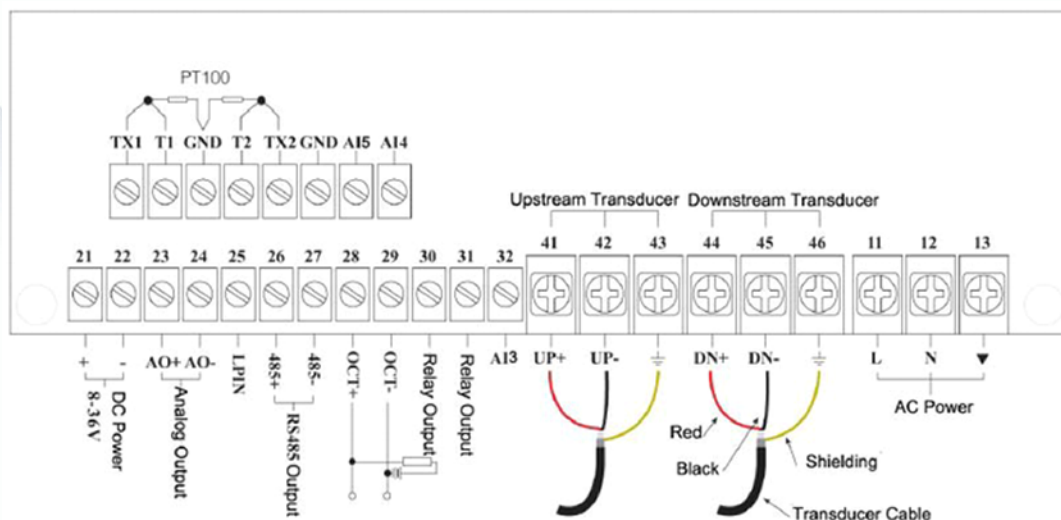 PT100
TX1 T1 GND T2 TX2 GND AI5 AI4
Upstream Transducer Downstream Transducer
21 22 23 24 25 26 27 28 29 30 31 32 41 42 43 44 45 46 11 12 13
+ - AO+ AO- LPIN 485+ 485- OCT+ OCT- Relay Output Relay Output AI3 UP+ UP- DN+ DN- L N
8-36V
DC Power
Analog Output
RS485 Output
AC Power
Red
Black
Shielding
Transducer Cable